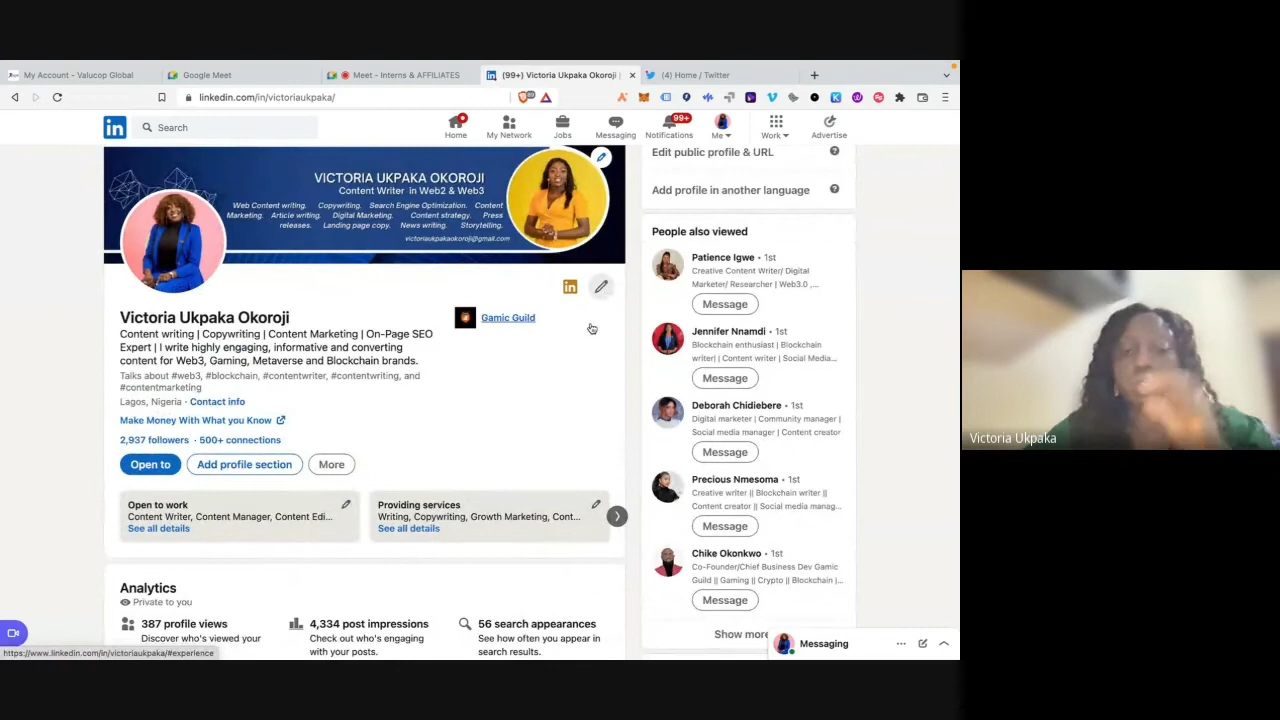 My Account - Valucop Global
Google Meet
Meet - Interns & AFFILIATES
(99+) Victoria Ukpaka Okoroji |
(4) Home / Twitter
linkedin.com/in/victoriaukpaka/
in
Search
Home
My Network
Jobs
Messaging
99+
Notifications
Me
Work
Advertise
VICTORIA UKPAKA OKOROJI
Content Writer in Web2 & Web3
Web Content writing. Copywriting. Search Engine Optimization. Content
Marketing. Article writing. Digital Marketing. Content strategy. Press
releases. Landing page copy. News writing. Storytelling.
victoriaukpakaokoroji@gmail.com
in
Victoria Ukpaka Okoroji
Content writing | Copywriting | Content Marketing | On-Page SEO
Expert | I write highly engaging, informative and converting
content for Web3, Gaming, Metaverse and Blockchain brands.
Talks about #web3, #blockchain, #contentwriter, #contentwriting, and
#contentmarketing
Lagos, Nigeria · Contact info
Make Money With What you Know
2,937 followers · 500+ connections
Gamic Guild
Open to
Add profile section
More
Open to work
Content Writer, Content Manager, Content Edi...
See all details
Providing services
Writing, Copywriting, Growth Marketing, Cont...
See all details
Analytics
Private to you
387 profile views
Discover who's viewed your
4,334 post impressions
Check out who's engaging
with your posts.
56 search appearances
See how often you appear in
search results.
https://www.linkedin.com/in/victoriaukpaka/#experience
Edit public profile & URL
Add profile in another language
People also viewed
Patience Igwe · 1st
Creative Content Writer/ Digital
Marketer/ Researcher | Web3.0 ,...
Message
Jennifer Nnamdi · 1st
Blockchain enthusiast | Blockchain
writer| | Content writer | Social Media...
Message
Deborah Chidiebere · 1st
Digital marketer | Community manager |
Social media manager | Content creator
Message
Precious Nmesoma · 1st
Creative writer || Blockchain writer ||
Content creator || Social media manag...
Message
Chike Okonkwo · 1st
Co-Founder/Chief Business Dev Gamic
Guild || Gaming || Crypto || Blockchain |...
Message
Show more
Messaging
Victoria Ukpaka